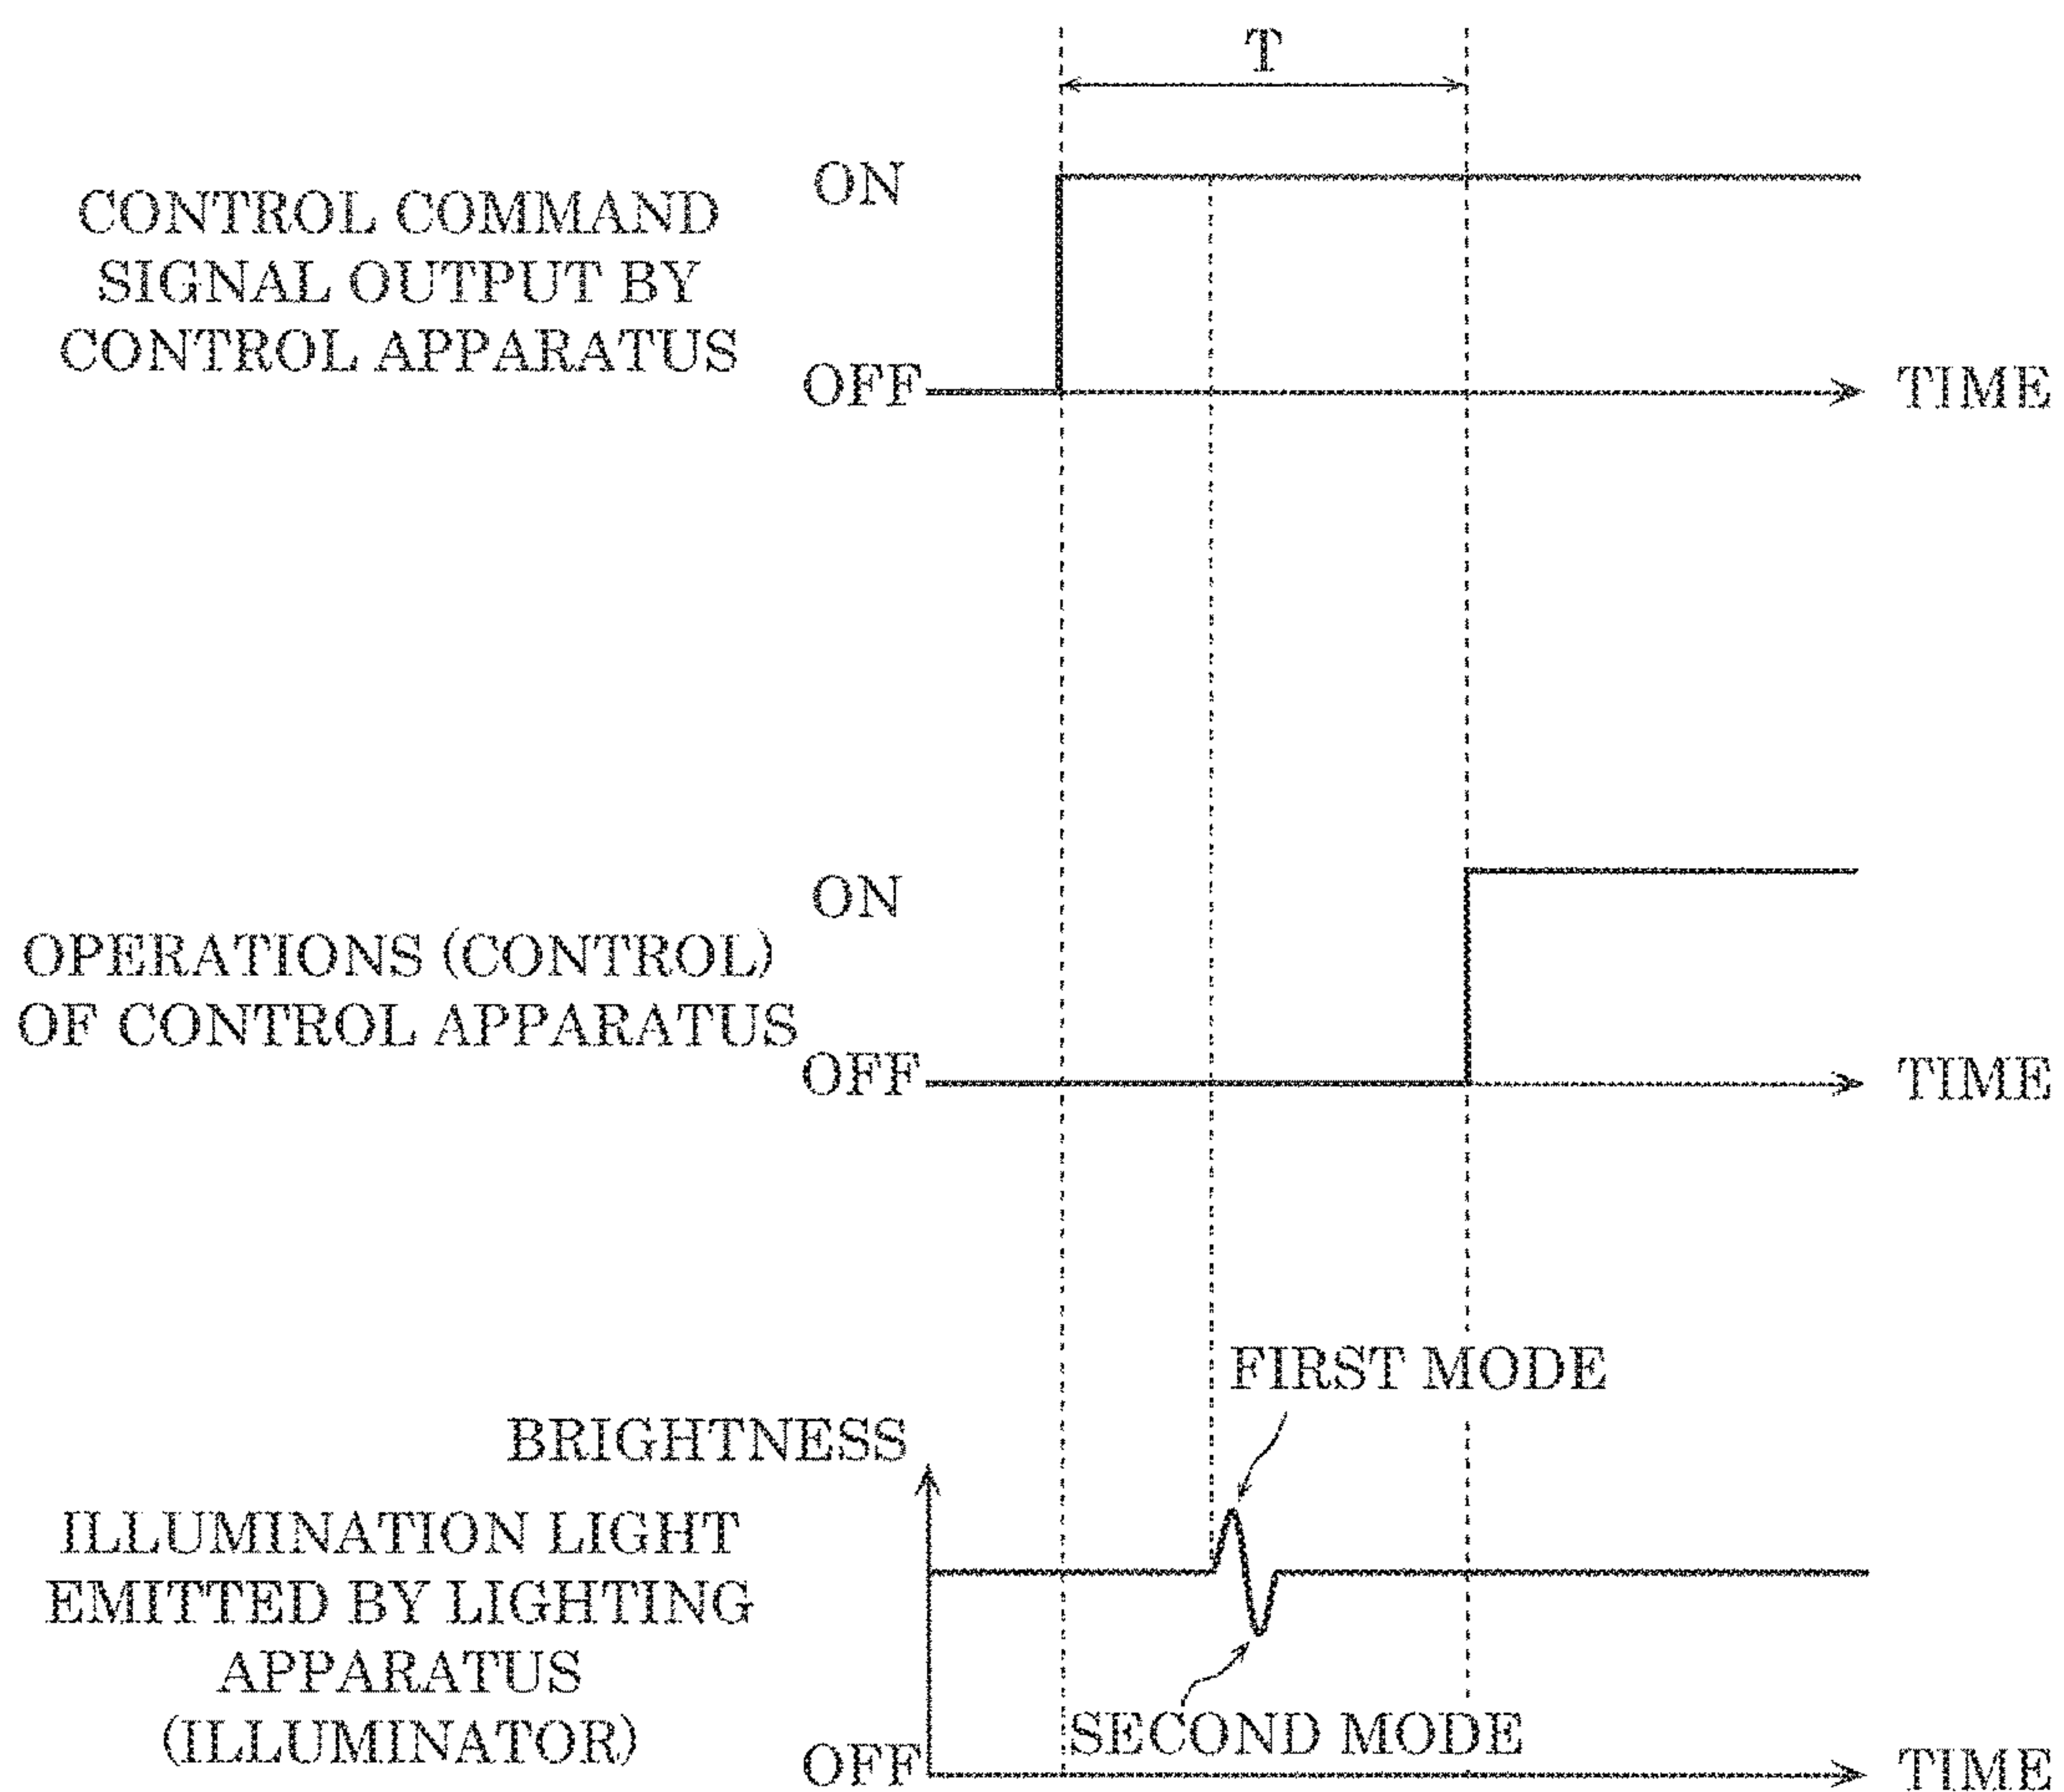 T
ON
CONTROL COMMAND
SIGNAL OUTPUT BY
CONTROL APPARATUS
OFF
TIME
ON
OPERATIONS (CONTROL)
OF CONTROL APPARATUS
OFF
TIME
FIRST MODE
BRIGHTNESS
ILLUMINATION LIGHT
EMITTED BY LIGHTING
APPARATUS
(ILLUMINATOR)
SECOND MODE
OFF
TIME